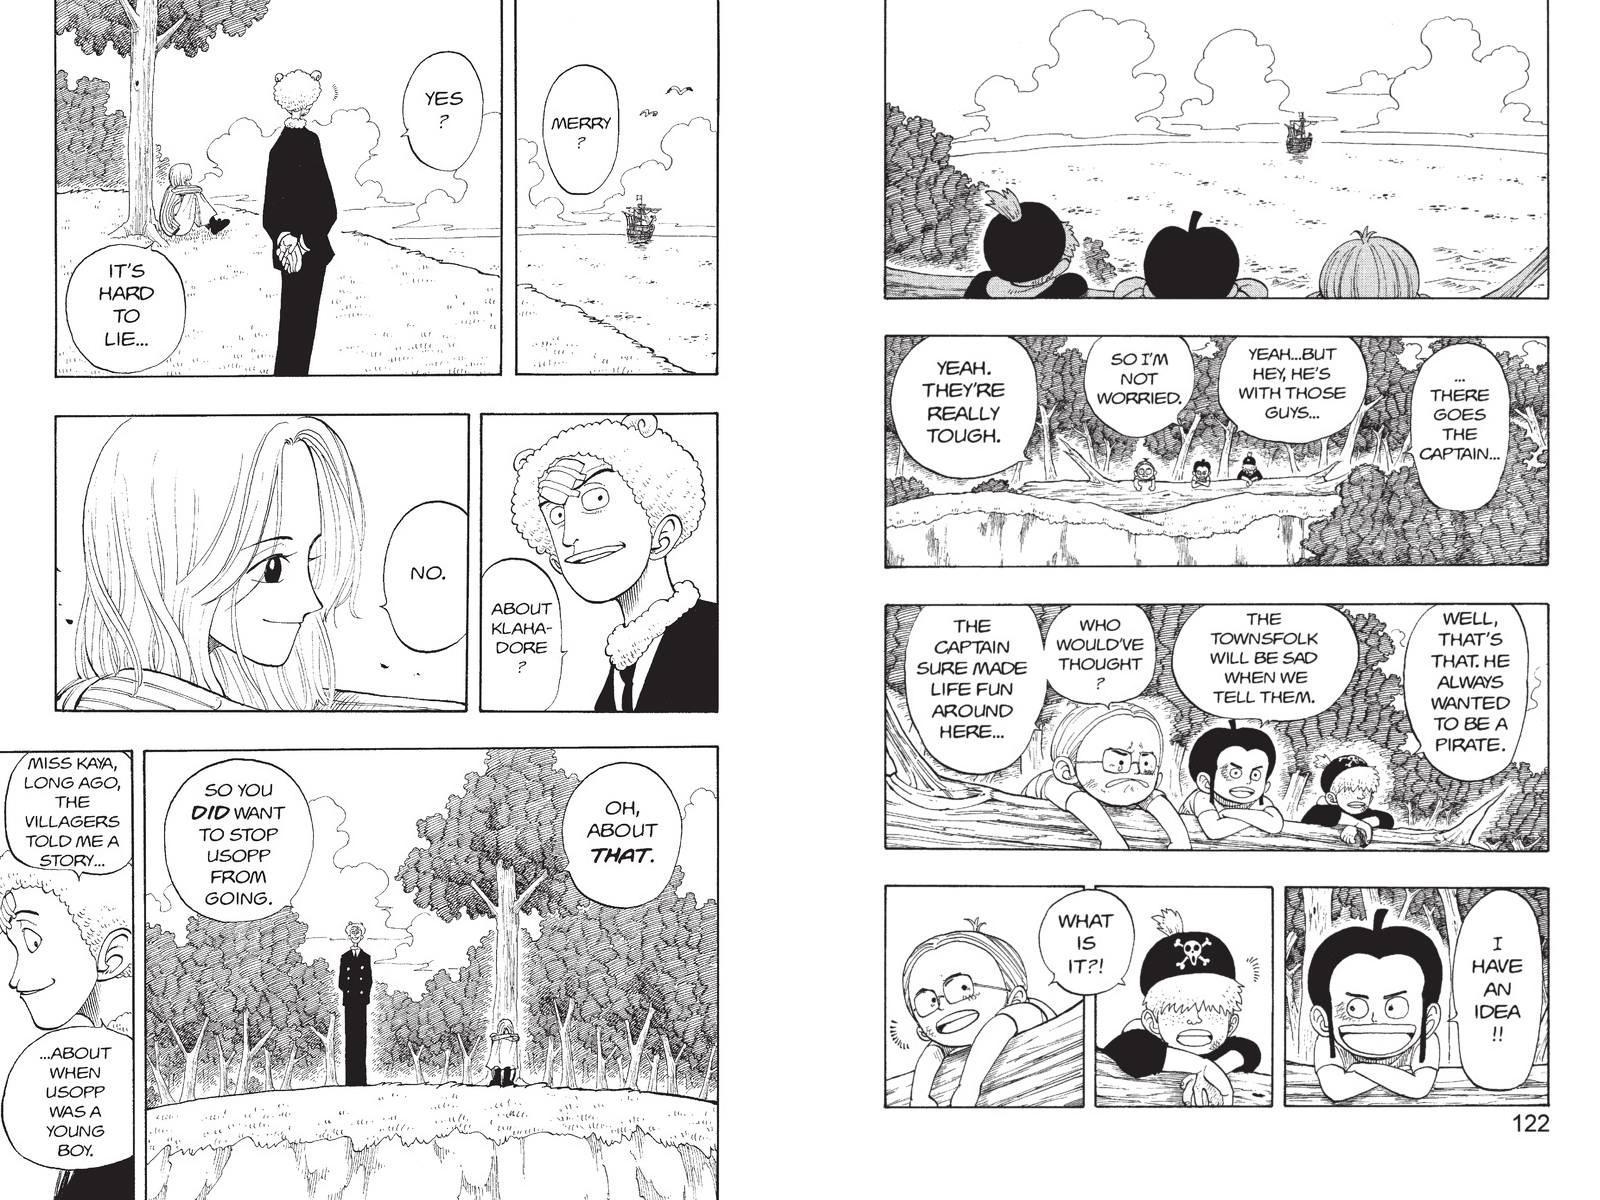 ...
THERE
GOES
THE
CAPTAIN...
YEAH...BUT
HEY, HE'S
WITH THOSE
GUYS...
SO I'M
NOT
WORRIED.
YEAH.
THEY'RE
REALLY
TOUGH.
WELL,
THAT'S
THAT. HE
ALWAYS
WANTED
TO BE A
PIRATE.
THE
TOWNSFOLK
WILL BE SAD
WHEN WE
TELL THEM.
WHO
WOULD'VE
THOUGHT
?
THE
CAPTAIN
SURE MADE
LIFE FUN
AROUND
HERE...
I
HAVE
AN
IDEA
!!
WHAT
IS
IT?!
122
MERRY
?
YES
?
IT'S
HARD
TO
LIE...
ABOUT
KLAHA-
DORE
?
NO.
OH,
ABOUT
THAT.
SO YOU
DID WANT
TO STOP
USOPP
FROM
GOING.
MISS KAYA,
LONG AGO,
THE
VILLAGERS
TOLD ME A
STORY...
...ABOUT
WHEN
USOPP
WAS A
YOUNG
BOY.